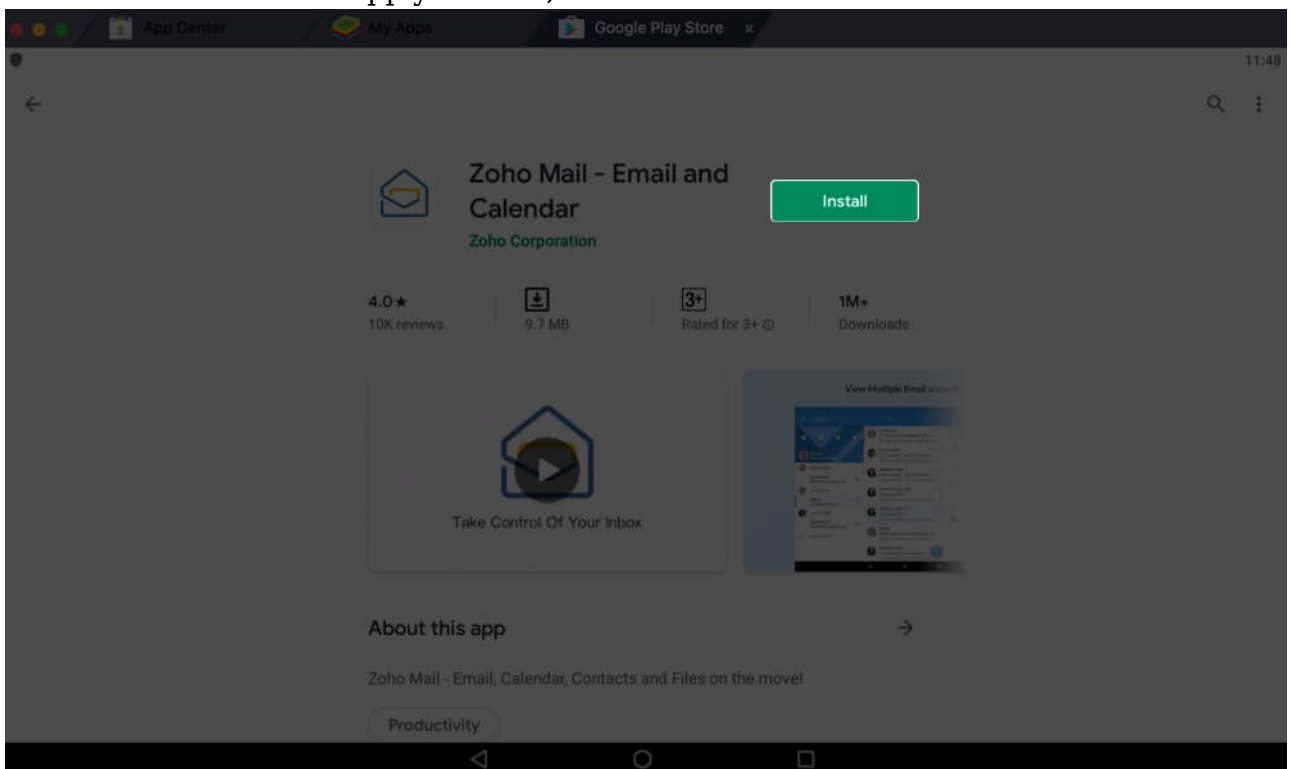 App Center
My Apps
Google Play Store
11:48
Zoho Mail - Email and
Calendar
Zoho Corporation
Install
4.0★
10K reviews
9.7 MB
3+
Rated for 3+
1M+
Downloads
View Multiple Email
Take Control Of Your Inbox
About this app
Zoho Mail - Email, Calendar, Contacts and Files on the move!
Productivity